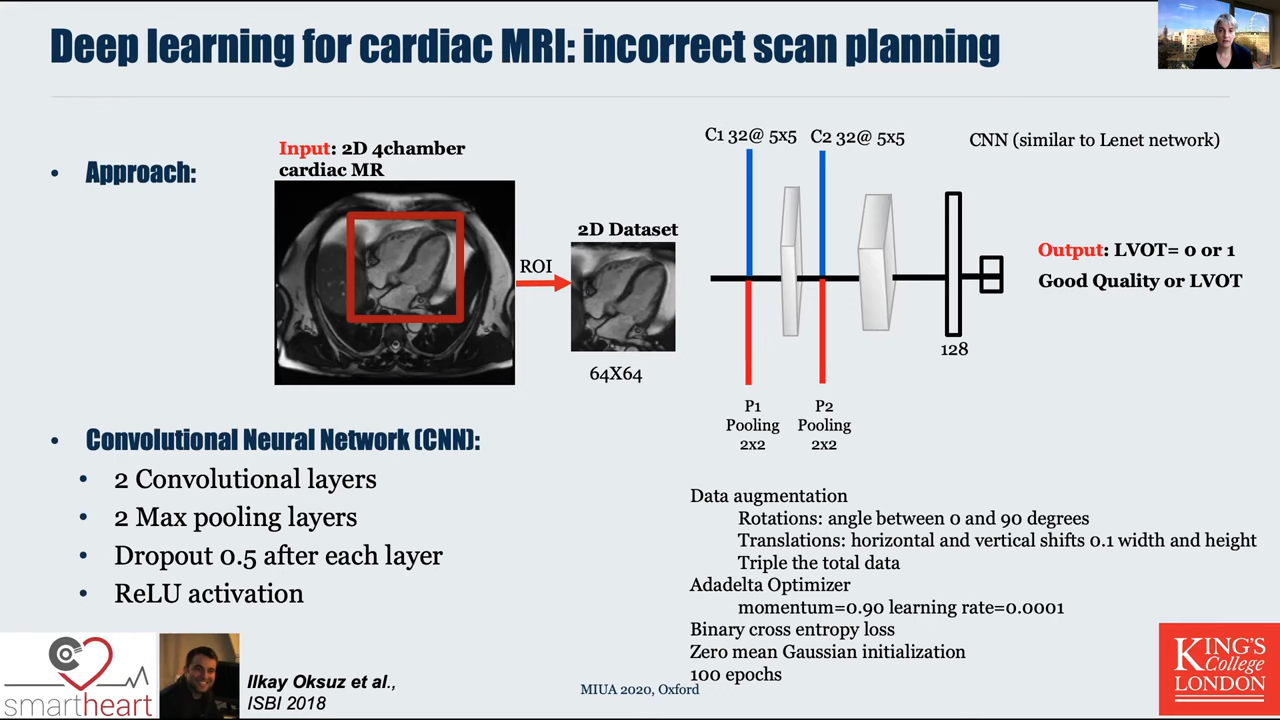 Deep learning for cardiac MRI: incorrect scan planning
• Approach:
Input: 2D 4chamber
cardiac MR
ROI
2D Dataset
64X64
C1 32@ 5x5
C2 32@ 5x5
CNN (similar to Lenet network)
P1
Pooling
2x2
P2
Pooling
2x2
128
Output: LVOT= 0 or 1
Good Quality or LVOT
• Convolutional Neural Network (CNN):
• 2 Convolutional layers
• 2 Max pooling layers
• Dropout 0.5 after each layer
• ReLU activation
Data augmentation
Rotations: angle between 0 and 90 degrees
Translations: horizontal and vertical shifts 0.1 width and height
Triple the total data
Adadelta Optimizer
momentum=0.90 learning rate=0.0001
Binary cross entropy loss
Zero mean Gaussian initialization
100 epochs
smartheart
Ilkay Oksuz et al.,
ISBI 2018
MIUA 2020, Oxford
KING'S
College
LONDON